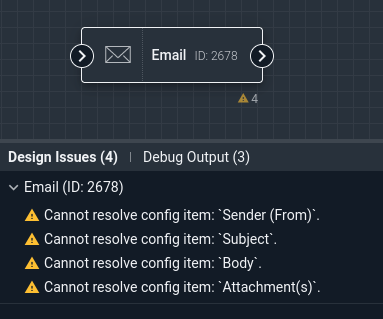 Email ID: 2678
4
Design Issues (4) | Debug Output (3)
Email (ID: 2678)
Cannot resolve config item: `Sender (From)`.
Cannot resolve config item: `Subject`.
Cannot resolve config item: `Body`.
Cannot resolve config item: `Attachment(s)`.